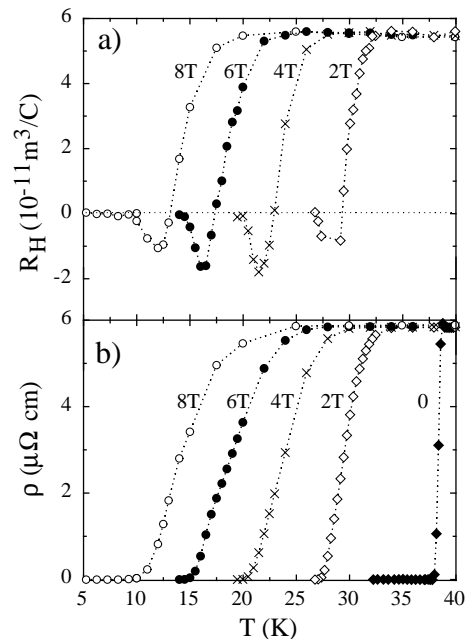 6
a)
8T 6T 4T 2T
4
2
0
-2
R_H (10^-11 m^3/C)
6
b)
8T 6T 4T 2T 0
4
2
0
ρ (μΩ cm)
5 10 15 20 25 30 35 40
T (K)